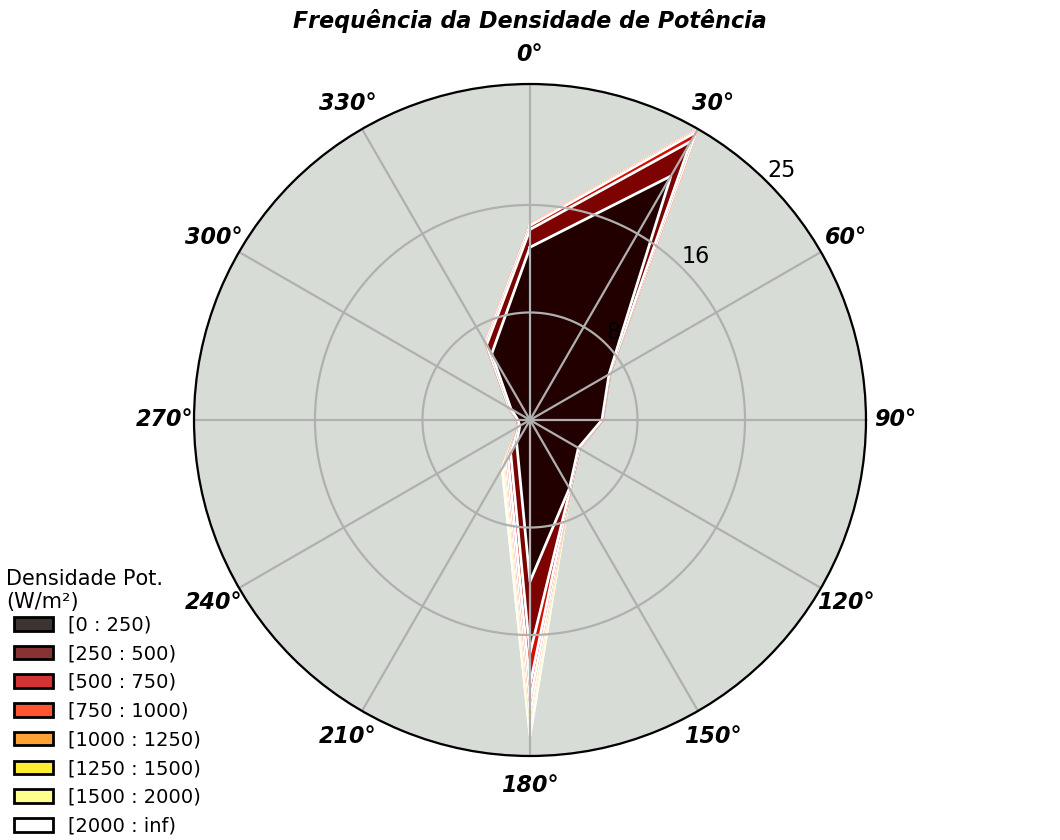 Frequência da Densidade de Potência
0°
330°
30°
25
300°
60°
16
8
270°
90°
240°
120°
210°
150°
180°
Densidade Pot.
(W/m²)
[0 : 250)
[250 : 500)
[500 : 750)
[750 : 1000)
[1000 : 1250)
[1250 : 1500)
[1500 : 2000)
[2000 : inf)